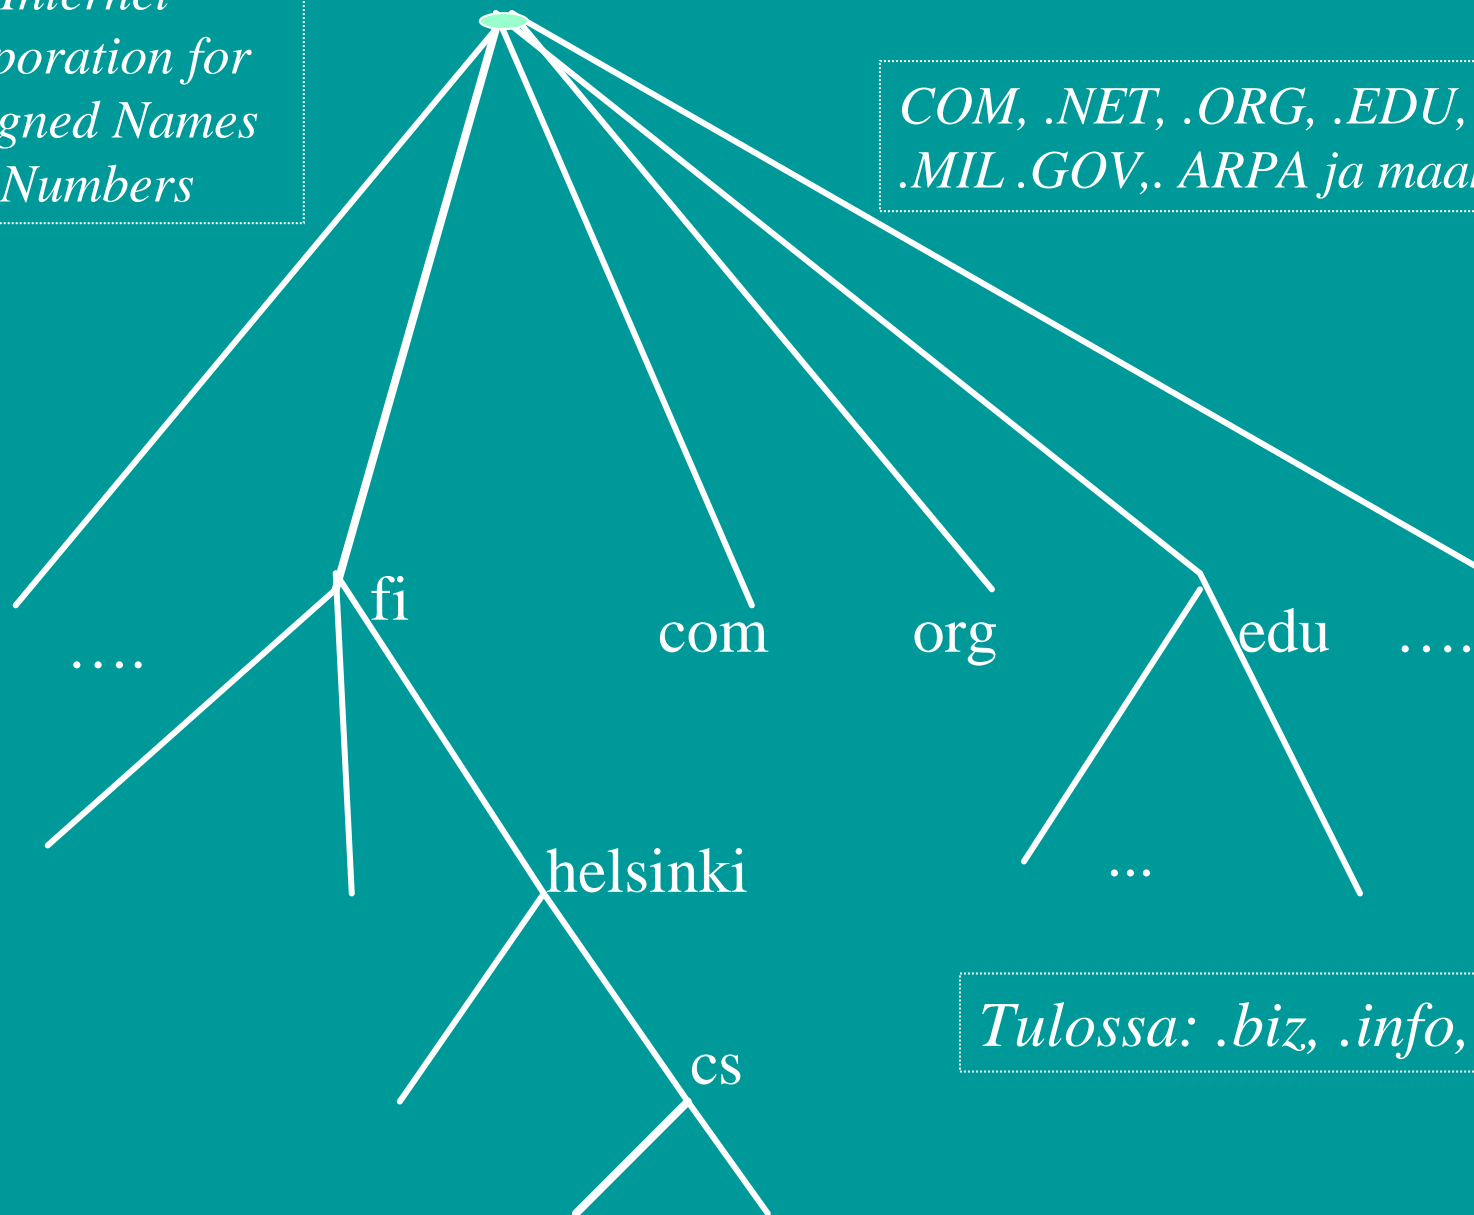 Internet
poration for
gned Names
Numbers
COM, .NET, .ORG, .EDU,
.MIL .GOV,. ARPA ja maa
fi
com
org
edu
….
….
helsinki
...
Tulossa: .biz, .info,
cs